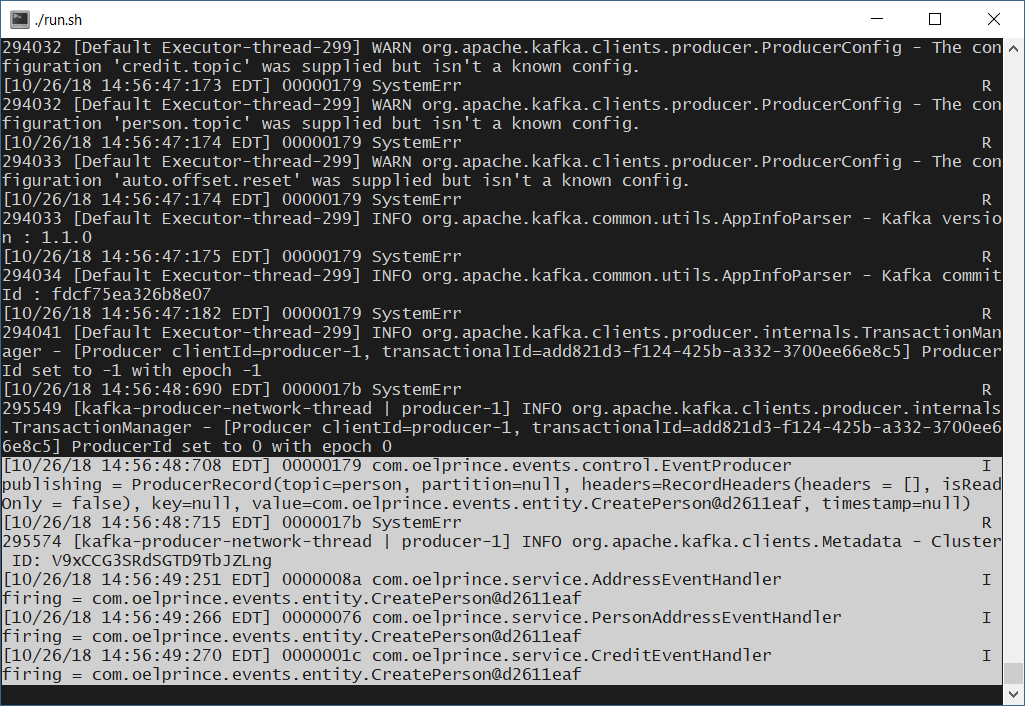 ./run.sh
294032 [Default Executor-thread-299] WARN org.apache.kafka.clients.producer.ProducerConfig - The con
figuration 'credit.topic' was supplied but isn't a known config.
[10/26/18 14:56:47:173 EDT] 00000179 SystemErr R
294032 [Default Executor-thread-299] WARN org.apache.kafka.clients.producer.ProducerConfig - The con
figuration 'person.topic' was supplied but isn't a known config.
[10/26/18 14:56:47:174 EDT] 00000179 SystemErr R
294033 [Default Executor-thread-299] WARN org.apache.kafka.clients.producer.ProducerConfig - The con
figuration 'auto.offset.reset' was supplied but isn't a known config.
[10/26/18 14:56:47:174 EDT] 00000179 SystemErr R
294033 [Default Executor-thread-299] INFO org.apache.kafka.common.utils.AppInfoParser - Kafka versio
n : 1.1.0
[10/26/18 14:56:47:175 EDT] 00000179 SystemErr R
294034 [Default Executor-thread-299] INFO org.apache.kafka.common.utils.AppInfoParser - Kafka commit
Id : fdcf75ea326b8e07
[10/26/18 14:56:47:182 EDT] 00000179 SystemErr R
294041 [Default Executor-thread-299] INFO org.apache.kafka.clients.producer.internals.TransactionMan
ager - [Producer clientId=producer-1, transactionalId=add821d3-f124-425b-a332-3700ee66e8c5] Producer
Id set to -1 with epoch -1
[10/26/18 14:56:48:690 EDT] 0000017b SystemErr R
295549 [kafka-producer-network-thread | producer-1] INFO org.apache.kafka.clients.producer.internals
.TransactionManager - [Producer clientId=producer-1, transactionalId=add821d3-f124-425b-a332-3700ee6
6e8c5] ProducerId set to 0 with epoch 0
[10/26/18 14:56:48:708 EDT] 00000179 com.oelprince.events.control.EventProducer I
publishing = ProducerRecord(topic=person, partition=null, headers=RecordHeaders(headers = [], isRead
Only = false), key=null, value=com.oelprince.events.entity.CreatePerson@d2611eaf, timestamp=null)
[10/26/18 14:56:48:715 EDT] 0000017b SystemErr R
295574 [kafka-producer-network-thread | producer-1] INFO org.apache.kafka.clients.Metadata - Cluster
ID: V9xCCG3SRdSGTD9TbJZLng
[10/26/18 14:56:49:251 EDT] 0000008a com.oelprince.service.AddressEventHandler I
firing = com.oelprince.events.entity.CreatePerson@d2611eaf
[10/26/18 14:56:49:266 EDT] 00000076 com.oelprince.service.PersonAddressEventHandler I
firing = com.oelprince.events.entity.CreatePerson@d2611eaf
[10/26/18 14:56:49:270 EDT] 0000001c com.oelprince.service.CreditEventHandler I
firing = com.oelprince.events.entity.CreatePerson@d2611eaf